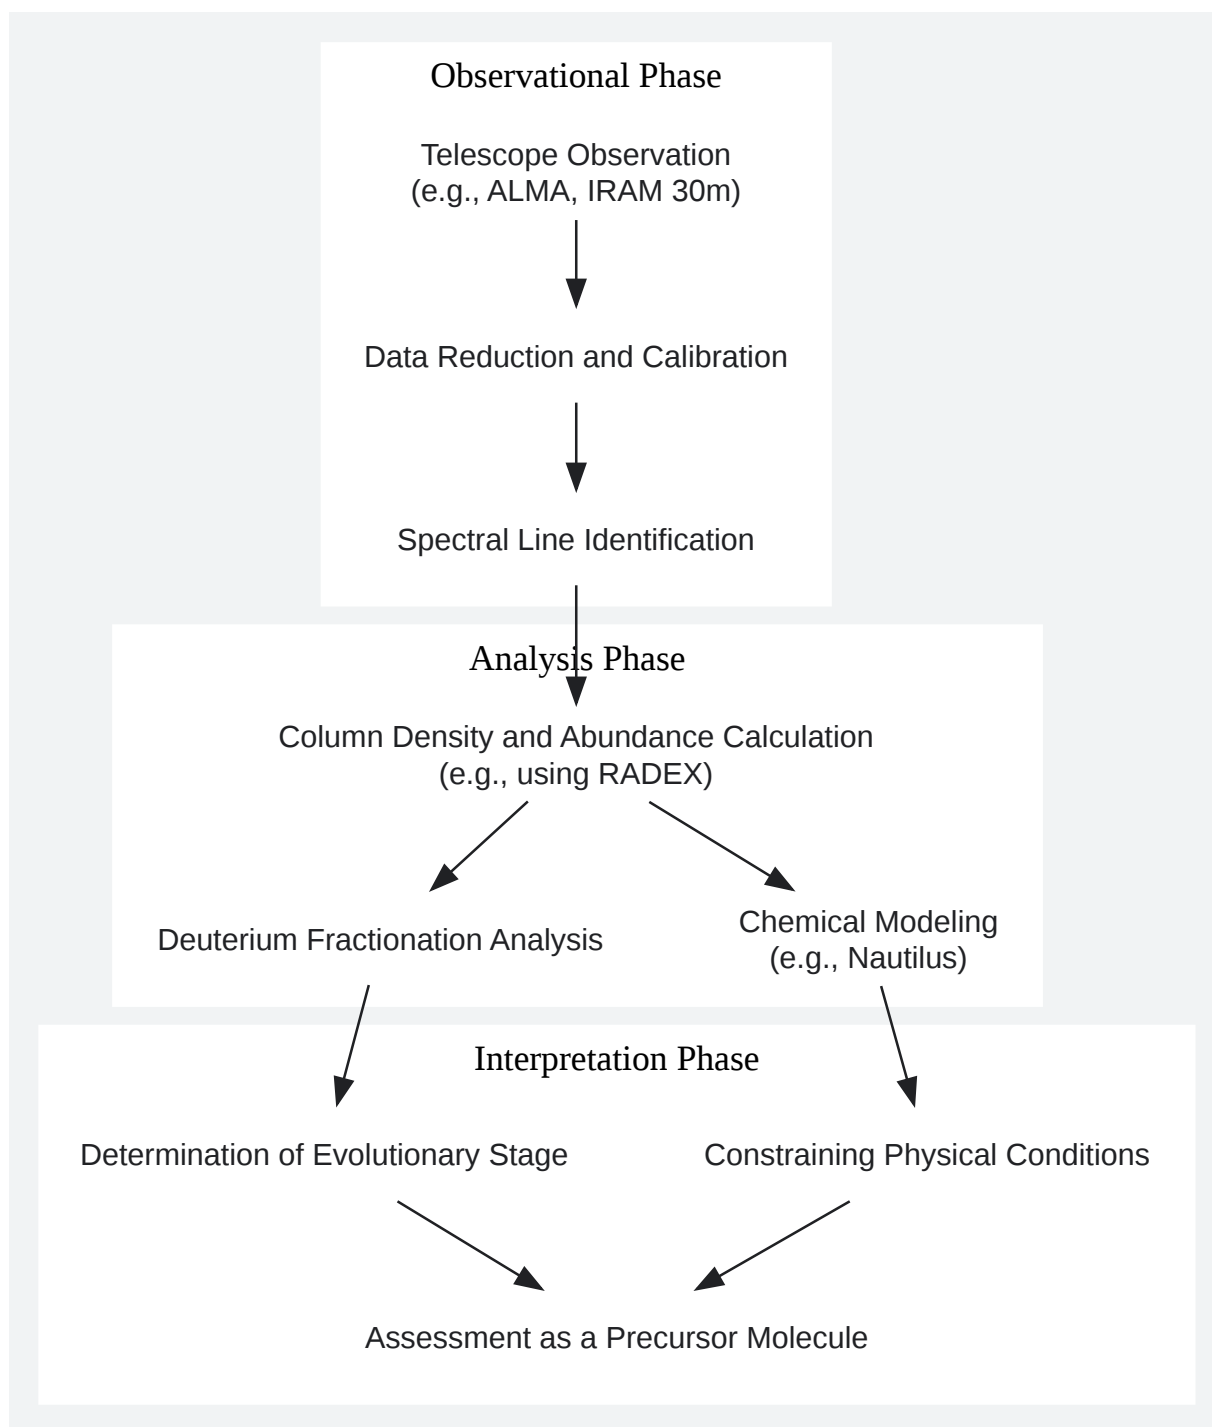 Observational Phase
Telescope Observation
(e.g., ALMA, IRAM 30m)
Data Reduction and Calibration
Spectral Line Identification
Analysis Phase
Column Density and Abundance Calculation
(e.g., using RADEX)
Deuterium Fractionation Analysis
Chemical Modeling
(e.g., Nautilus)
Interpretation Phase
Determination of Evolutionary Stage
Constraining Physical Conditions
Assessment as a Precursor Molecule